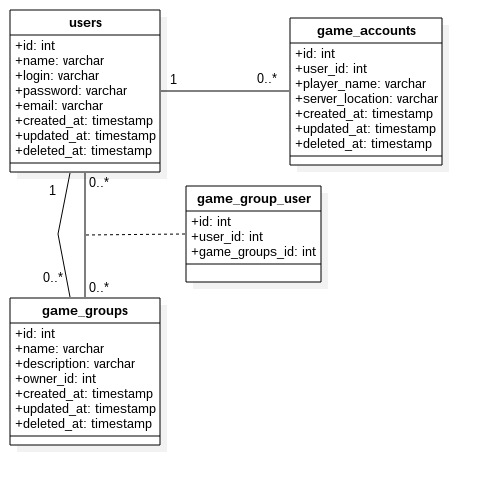 users
+id: int
+name: varchar
+login: varchar
+password: varchar
+email: varchar
+created_at: timestamp
+updated_at: timestamp
+deleted_at: timestamp
1
0..*
game_accounts
+id: int
+user_id: int
+player_name: varchar
+server_location: varchar
+created_at: timestamp
+updated_at: timestamp
+deleted_at: timestamp
1
0..*
game_group_user
+id: int
+user_id: int
+game_groups_id: int
0..*
0..*
game_groups
+id: int
+name: varchar
+description: varchar
+owner_id: int
+created_at: timestamp
+updated_at: timestamp
+deleted_at: timestamp